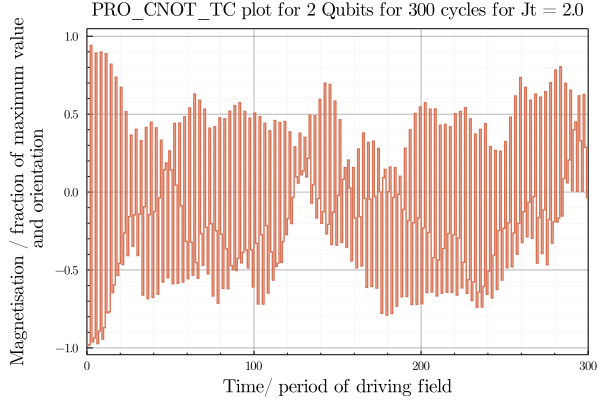 PRO_CNOT_TC plot for 2 Qubits for 300 cycles for Jt = 2.0
Magnetisation / fraction of maximum value
and orientation
1.0
0.5
0.0
−0.5
−1.0
0
100
200
300
Time/ period of driving field